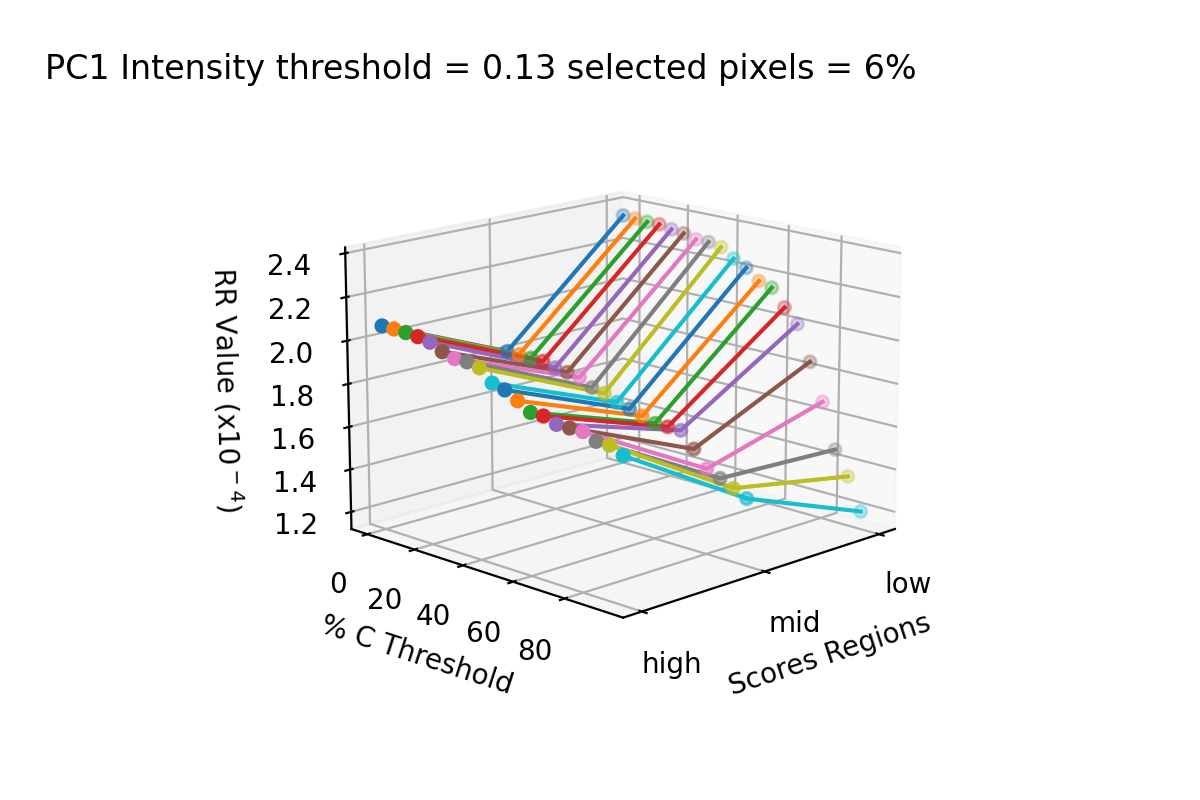 PC1 Intensity threshold = 0.13 selected pixels = 6%
RR Value (x10⁻⁴)
2.4
2.2
2.0
1.8
1.6
1.4
1.2
0
20
40
60
80
% C Threshold
high
mid
low
Scores Regions